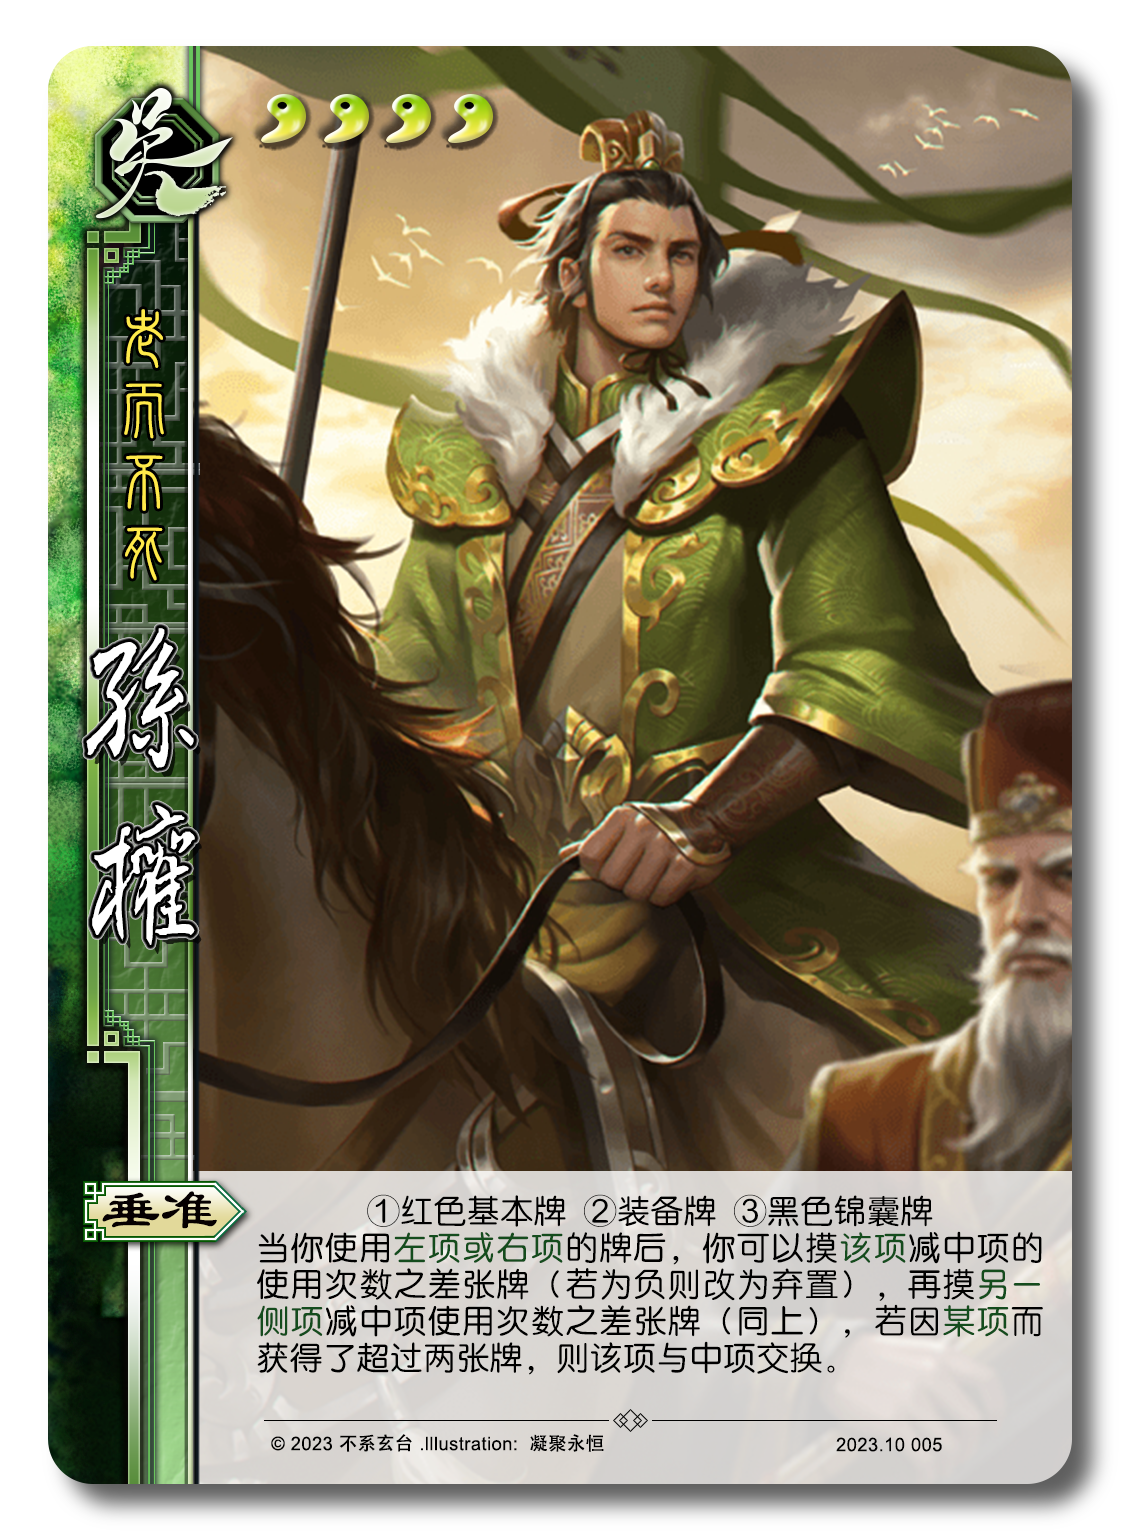 吴
老而不死
孫權
垂准
①红色基本牌 ②装备牌 ③黑色锦囊牌
当你使用左项或右项的牌后，你可以摸该项减中项的
使用次数之差张牌（若为负则改为弃置），再摸另一
侧项减中项使用次数之差张牌（同上），若因某项而
获得了超过两张牌，则该项与中项交换。
© 2023 不系玄台 .Illustration: 凝聚永恒
2023.10 005